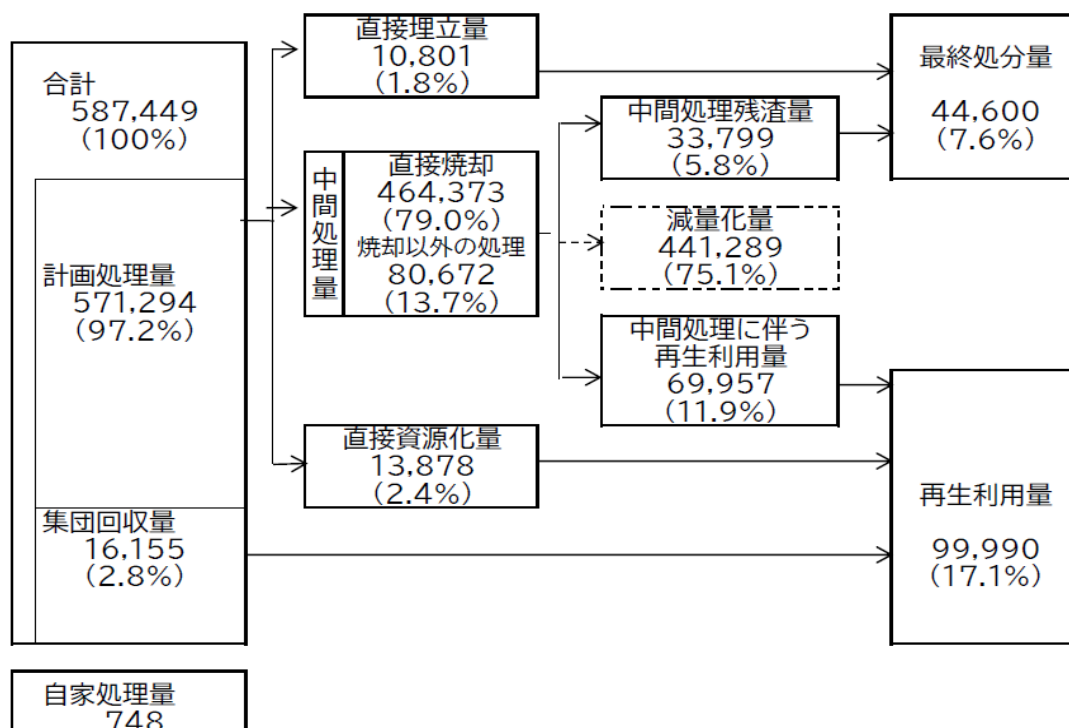 合計
587,449
(100%)
計画処理量
571,294
(97.2%)
集団回収量
16,155
(2.8%)
自家処理量
748
直接埋立量
10,801
(1.8%)
中間処理量
直接焼却
464,373
(79.0%)
焼却以外の処理
80,672
(13.7%)
直接資源化量
13,878
(2.4%)
中間処理残渣量
33,799
(5.8%)
減量化量
441,289
(75.1%)
中間処理に伴う
再生利用量
69,957
(11.9%)
最終処分量
44,600
(7.6%)
再生利用量
99,990
(17.1%)